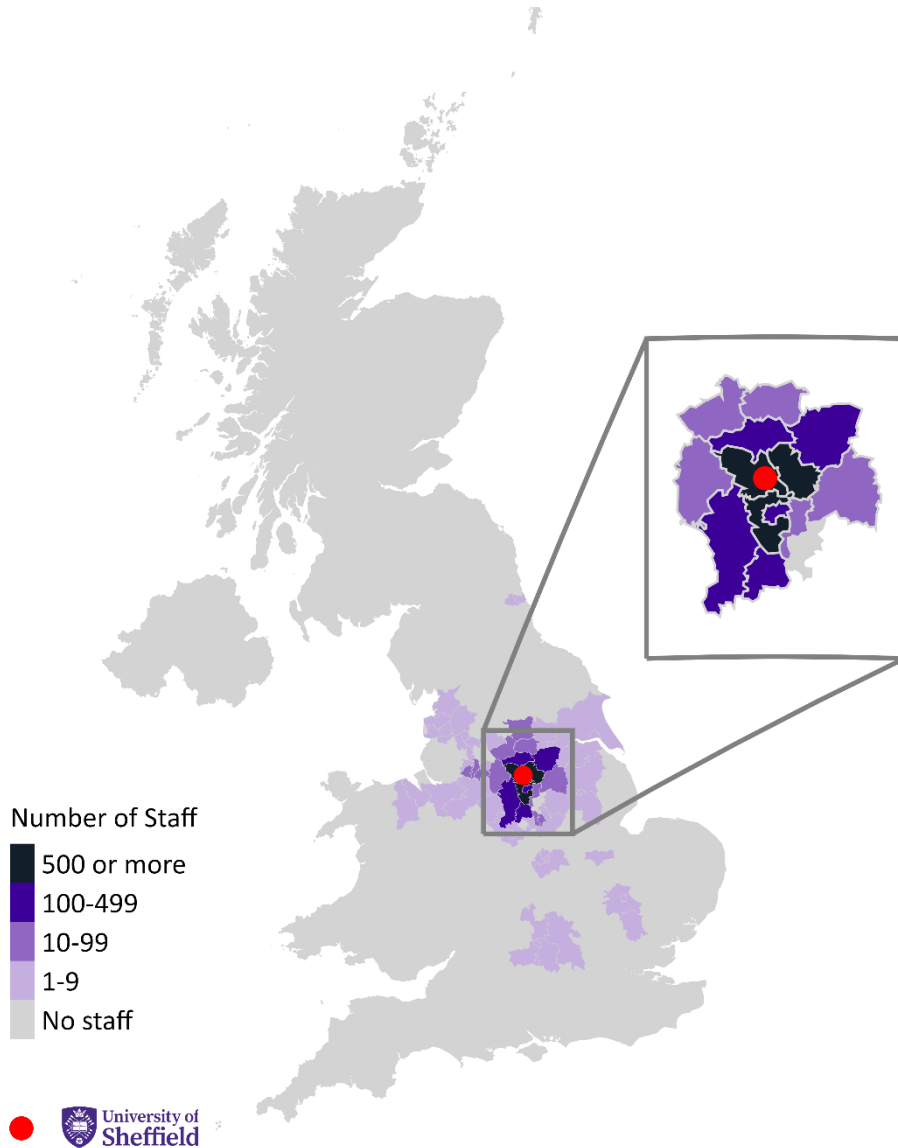 Number of Staff
500 or more
100-499
10-99
1-9
No staff
University of
Sheffield